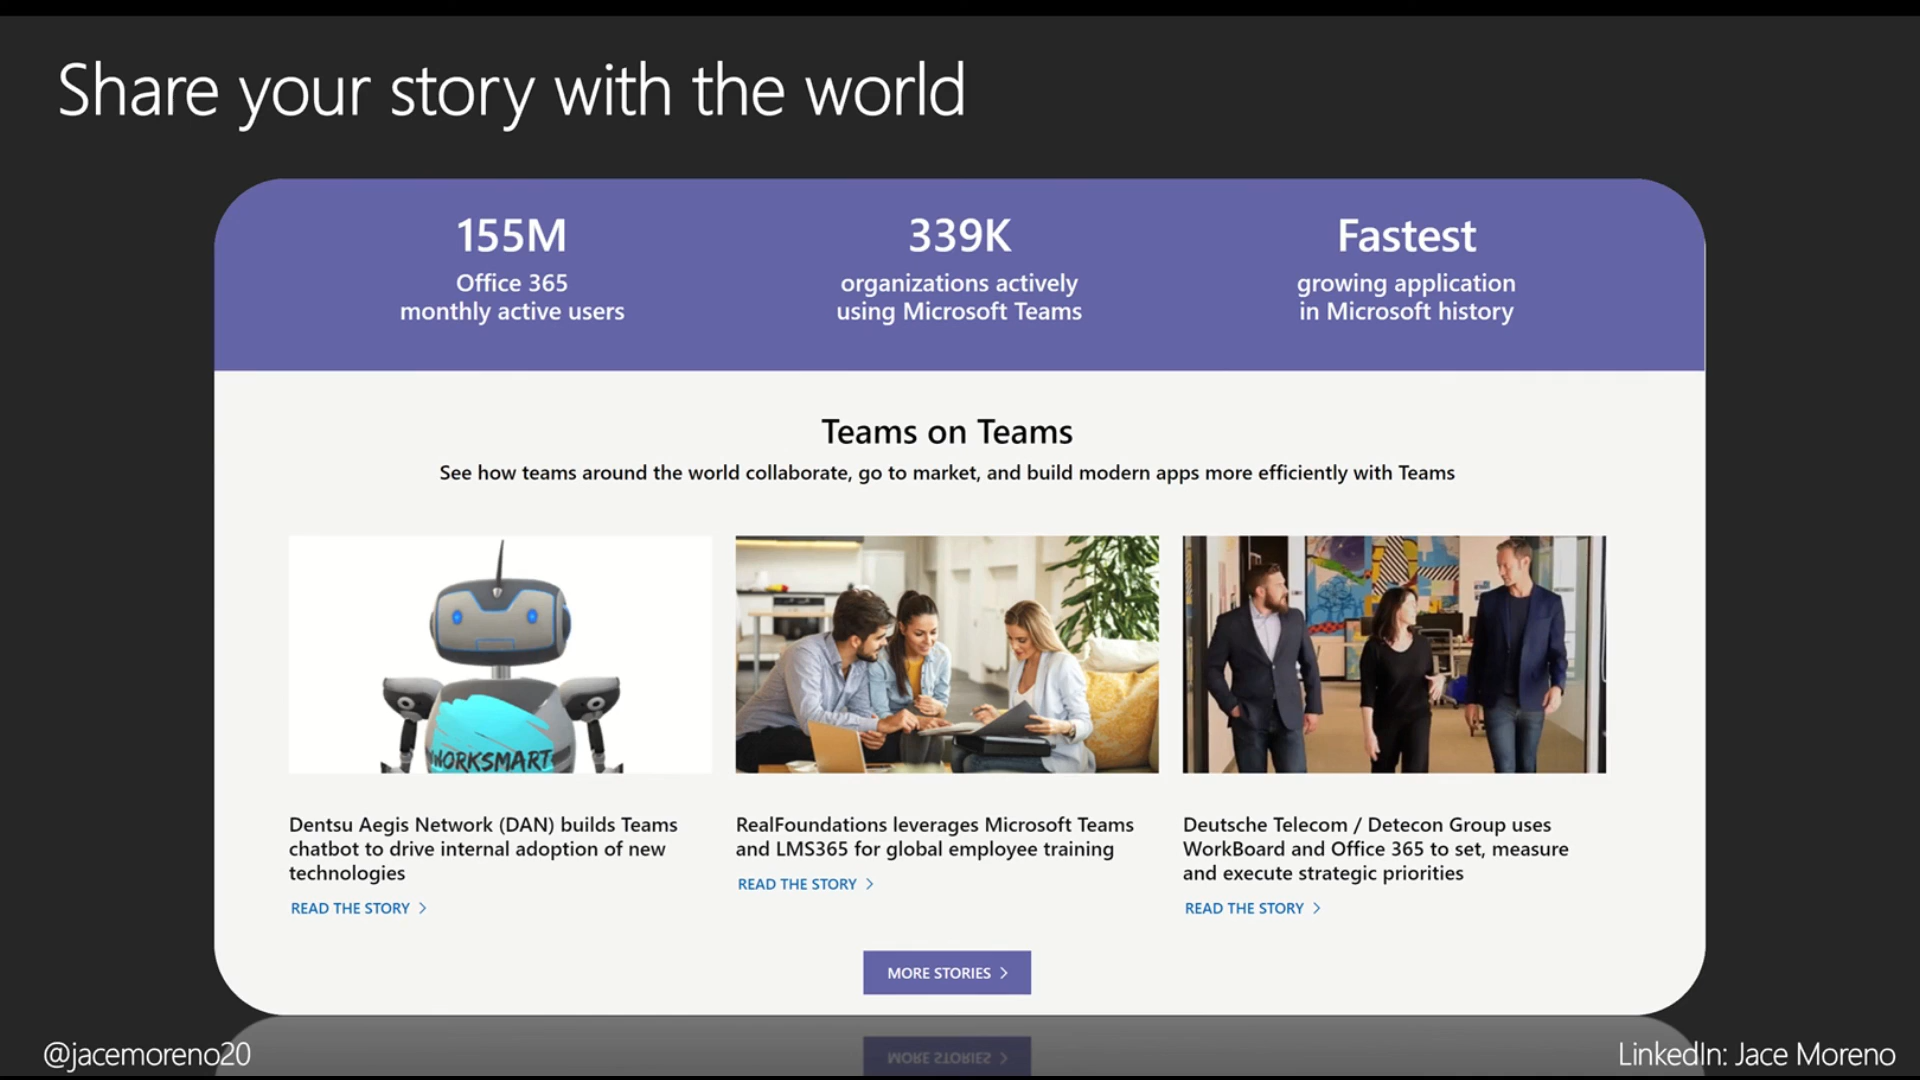 Share your story with the world
155M
Office 365
monthly active users
339K
organizations actively
using Microsoft Teams
Fastest
growing application
in Microsoft history
Teams on Teams
See how teams around the world collaborate, go to market, and build modern apps more efficiently with Teams
WORKSMART
Dentsu Aegis Network (DAN) builds Teams
chatbot to drive internal adoption of new
technologies
READ THE STORY >
RealFoundations leverages Microsoft Teams
and LMS365 for global employee training
READ THE STORY >
Deutsche Telecom / Detecon Group uses
WorkBoard and Office 365 to set, measure
and execute strategic priorities
READ THE STORY >
MORE STORIES >
MORE STORIES >
@jacemoreno20
LinkedIn: Jace Moreno